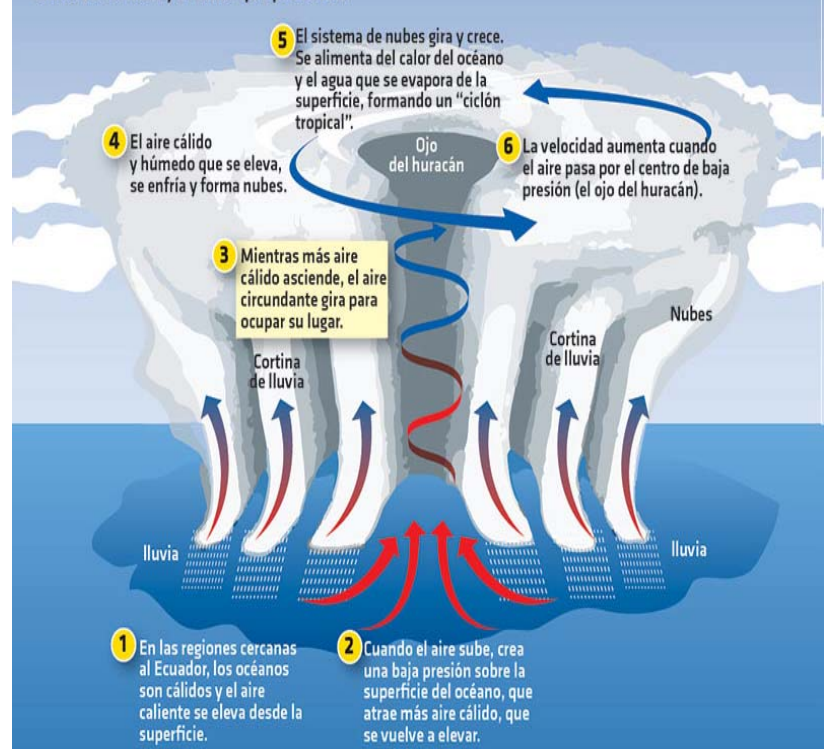 5 El sistema de nubes gira y crece.
Se alimenta del calor del océano
y el agua que se evapora de la
superficie, formando un “ciclón
tropical”.
4 El aire cálido
y húmedo que se eleva,
se enfría y forma nubes.
Ojo
del huracán
6 La velocidad aumenta cuando
el aire pasa por el centro de baja
presión (el ojo del huracán).
3 Mientras más aire
cálido asciende, el aire
circundante gira para
ocupar su lugar.
Nubes
Cortina
de lluvia
Cortina
de lluvia
lluvia
lluvia
1 En las regiones cercanas
al Ecuador, los océanos
son cálidos y el aire
caliente se eleva desde la
superficie.
2 Cuando el aire sube, crea
una baja presión sobre la
superficie del océano, que
atrae más aire cálido, que
se vuelve a elevar.